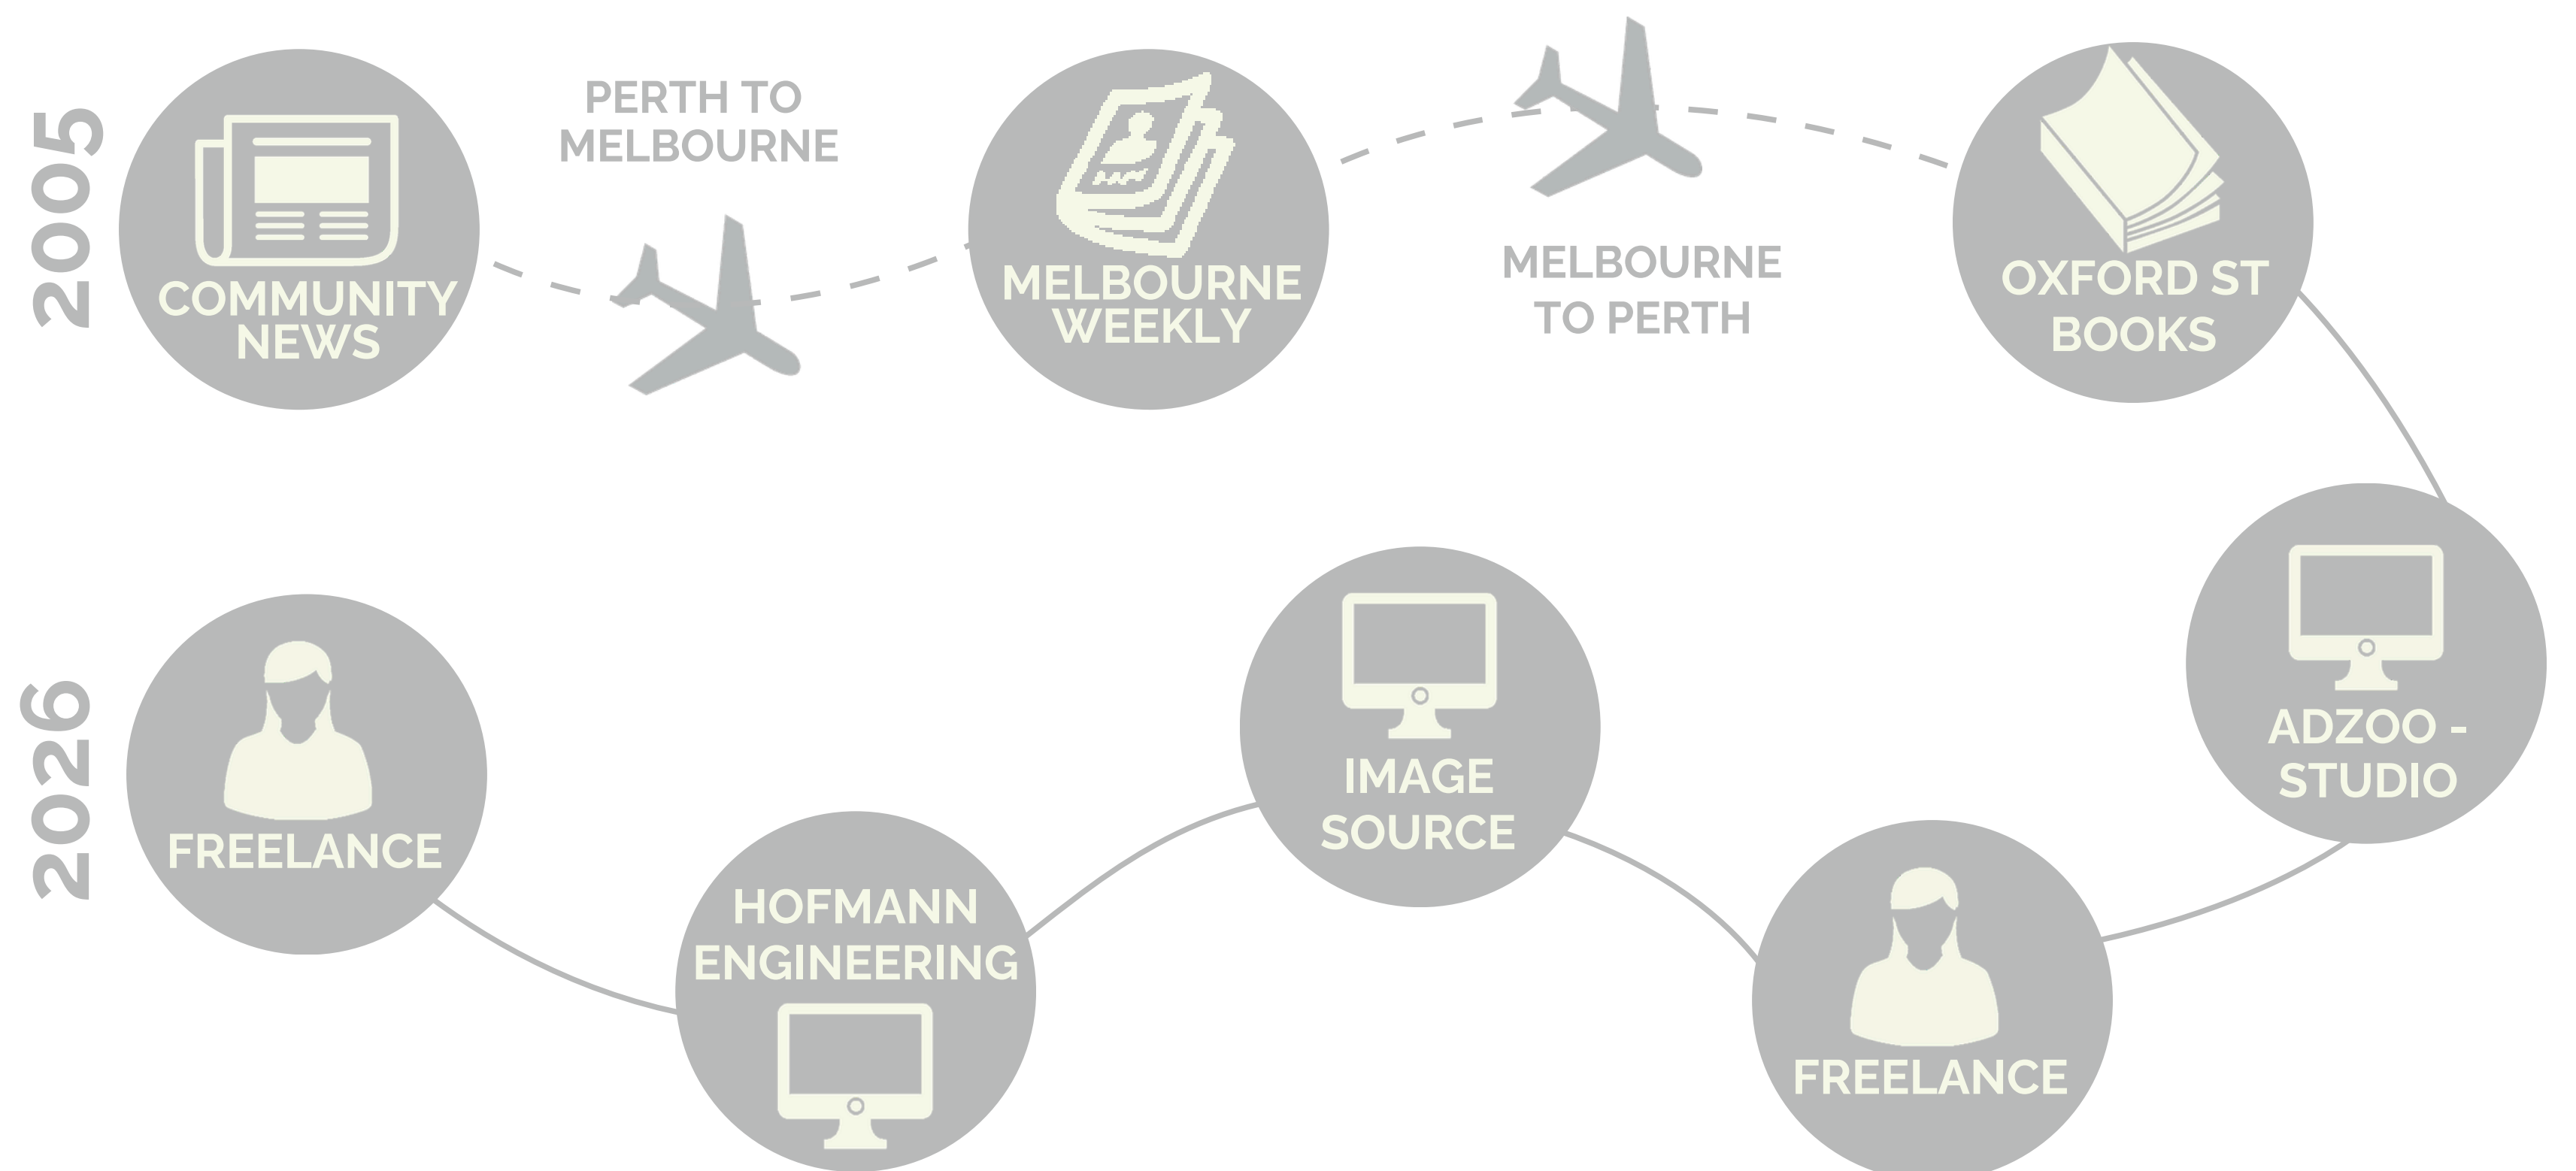 2005
COMMUNITY
NEWS
PERTH TO
MELBOURNE
MELBOURNE
WEEKLY
MELBOURNE
TO PERTH
OXFORD ST
BOOKS
ADZOO -
STUDIO
FREELANCE
IMAGE
SOURCE
HOFMANN
ENGINEERING
FREELANCE
2026